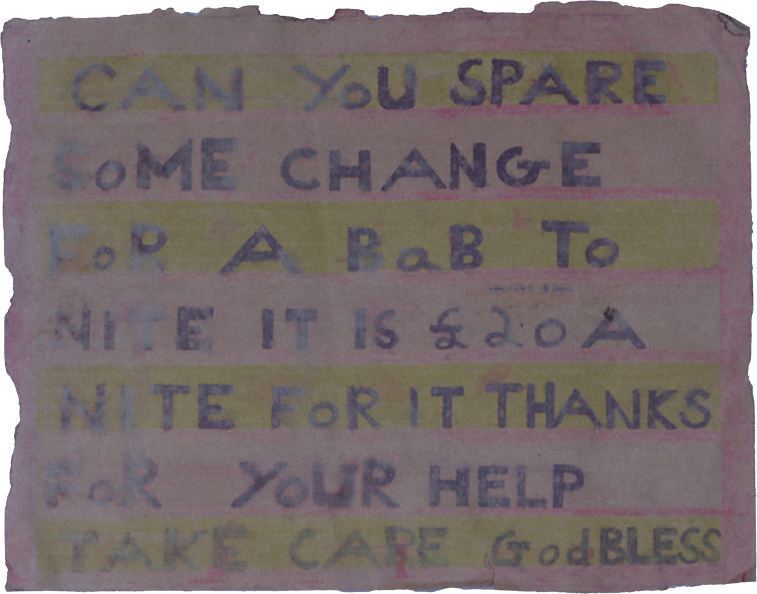 CAN YoU SPARE
SoME CHANGE
FoR A BaB To
NITE IT IS £20 A
NITE FoR IT THANKS
FoR YoUR HELP
TAKE CARE GodBLESS